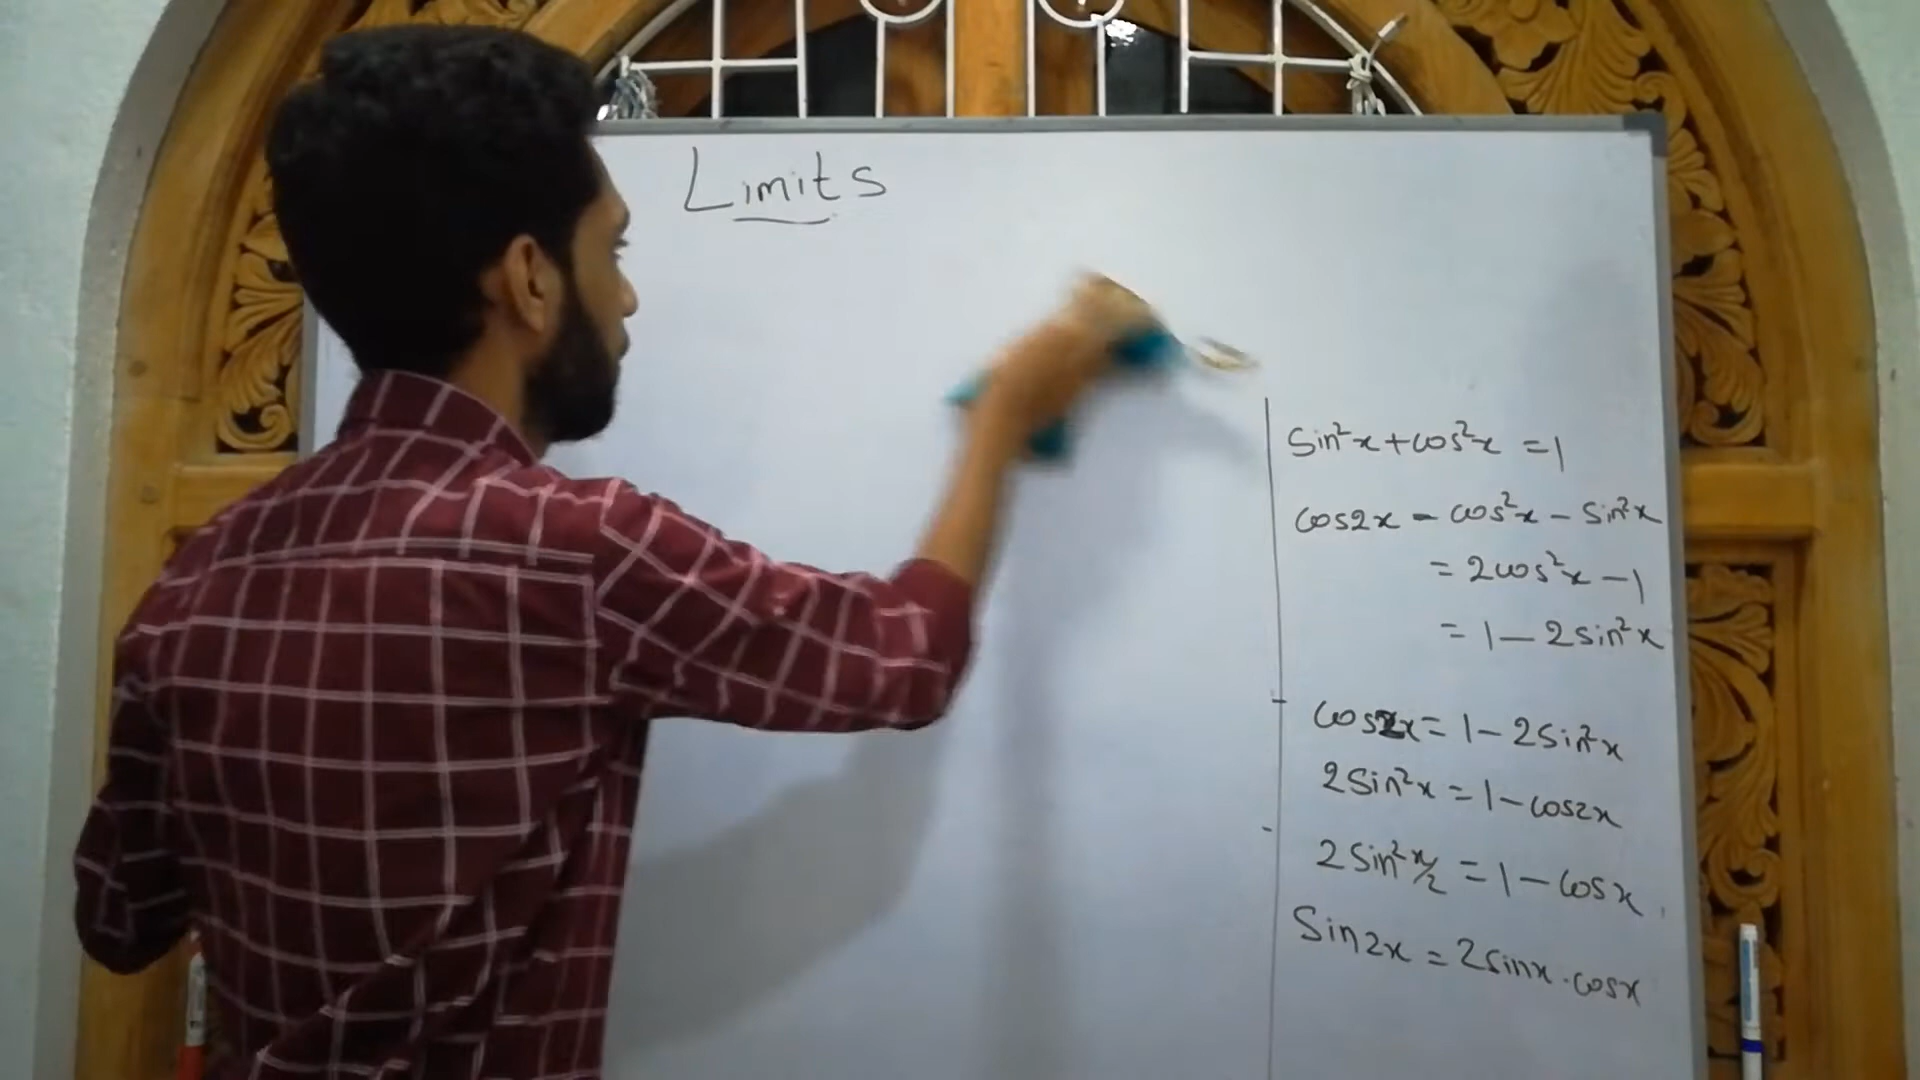 Limits
sin²x+cos²x = 1
cos2x = cos²x - sin²x
= 2cos²x - 1
= 1 - 2sin²x
cos2x = 1 - 2sin²x
2sin²x = 1 - cos2x
2sin²x/2 = 1 - cosx
sin2x = 2sinx.cosx